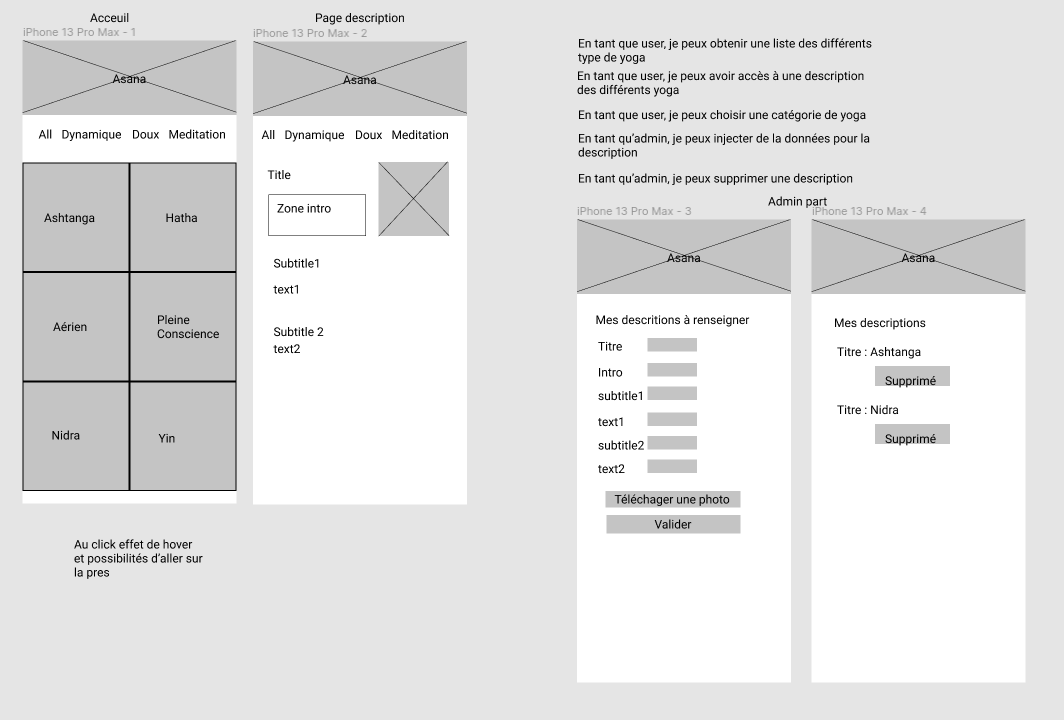 Acceuil
iPhone 13 Pro Max - 1
Asana
All Dynamique Doux Meditation
Ashtanga
Hatha
Aérien
Pleine
Conscience
Nidra
Yin
Au click effet de hover
et possibilités d'aller sur
la pres
Page description
iPhone 13 Pro Max - 2
Asana
All Dynamique Doux Meditation
Title
Zone intro
Subtitle1
text1
Subtitle 2
text2
En tant que user, je peux obtenir une liste des différents
type de yoga
En tant que user, je peux avoir accès à une description
des différents yoga
En tant que user, je peux choisir une catégorie de yoga
En tant qu'admin, je peux injecter de la données pour la
description
En tant qu'admin, je peux supprimer une description
Admin part
iPhone 13 Pro Max - 3
Asana
Mes descritions à renseigner
Titre
Intro
subtitle1
text1
subtitle2
text2
Téléchager une photo
Valider
iPhone 13 Pro Max - 4
Asana
Mes descriptions
Titre : Ashtanga
Supprimé
Titre : Nidra
Supprimé